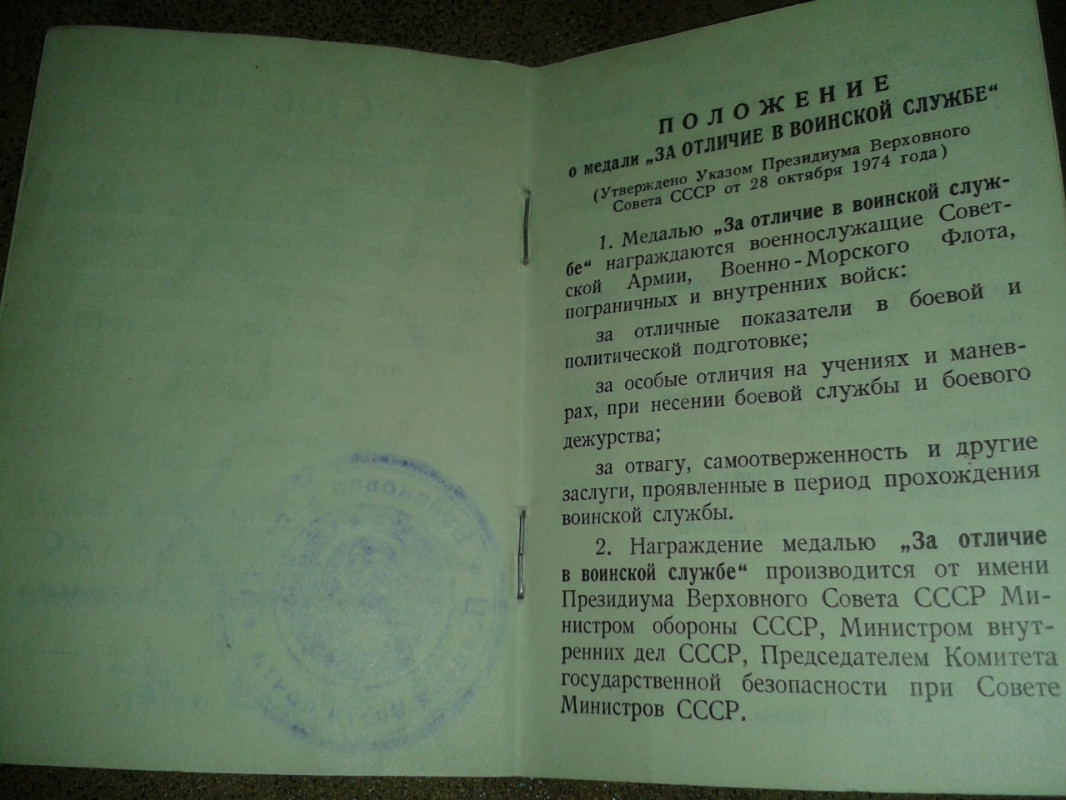 ПОЛОЖЕНИЕ
о медали „ЗА ОТЛИЧИЕ В ВОИНСКОЙ СЛУЖБЕ“
(Утверждено Указом Президиума Верховного
Совета СССР от 28 октября 1974 года)
1. Медалью „За отличие в воинской служ-
бе“ награждаются военнослужащие Совет-
ской Армии, Военно-Морского Флота,
пограничных и внутренних войск:
за отличные показатели в боевой и
политической подготовке;
за особые отличия на учениях и манев-
рах, при несении боевой службы и боевого
дежурства;
за отвагу, самоотверженность и другие
заслуги, проявленные в период прохождения
воинской службы.
2. Награждение медалью „За отличие
в воинской службе“ производится от имени
Президиума Верховного Совета СССР Ми-
нистром обороны СССР, Министром внут-
ренних дел СССР, Председателем Комитета
государственной безопасности при Совете
Министров СССР.